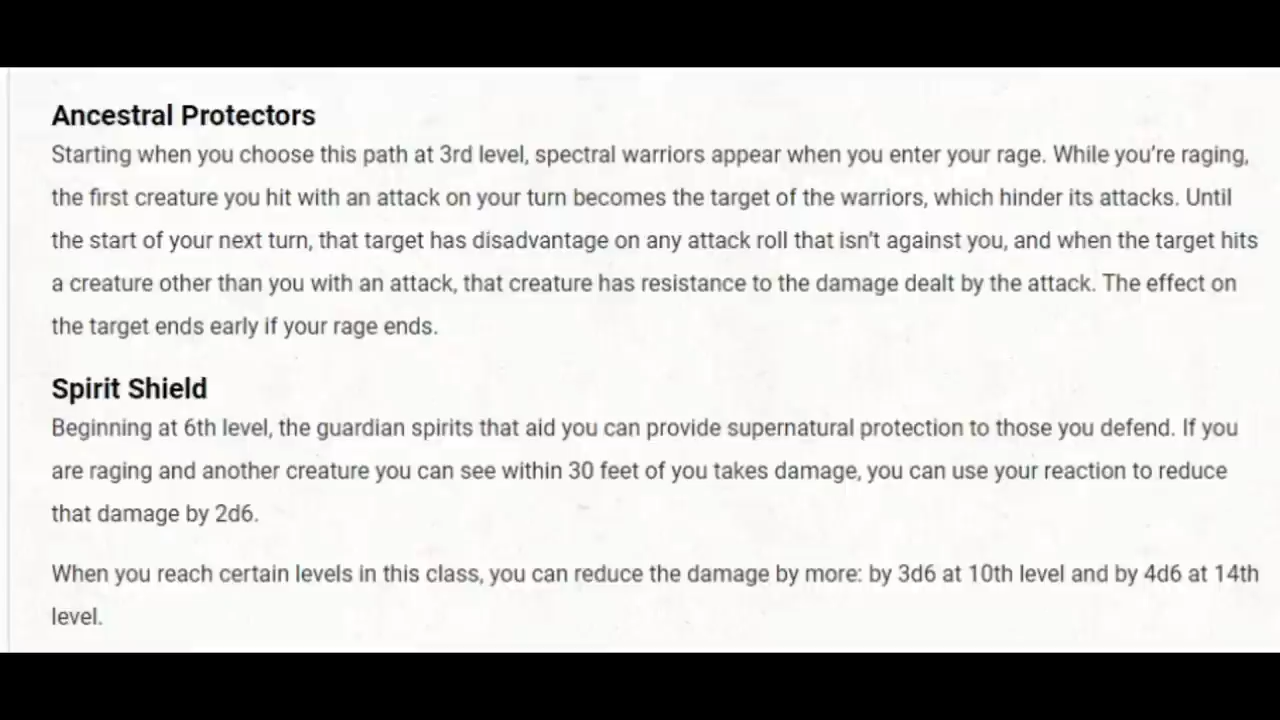 Ancestral Protectors
Starting when you choose this path at 3rd level, spectral warriors appear when you enter your rage. While you're raging,
the first creature you hit with an attack on your turn becomes the target of the warriors, which hinder its attacks. Until
the start of your next turn, that target has disadvantage on any attack roll that isn't against you, and when the target hits
a creature other than you with an attack, that creature has resistance to the damage dealt by the attack. The effect on
the target ends early if your rage ends.
Spirit Shield
Beginning at 6th level, the guardian spirits that aid you can provide supernatural protection to those you defend. If you
are raging and another creature you can see within 30 feet of you takes damage, you can use your reaction to reduce
that damage by 2d6.
When you reach certain levels in this class, you can reduce the damage by more: by 3d6 at 10th level and by 4d6 at 14th
level.